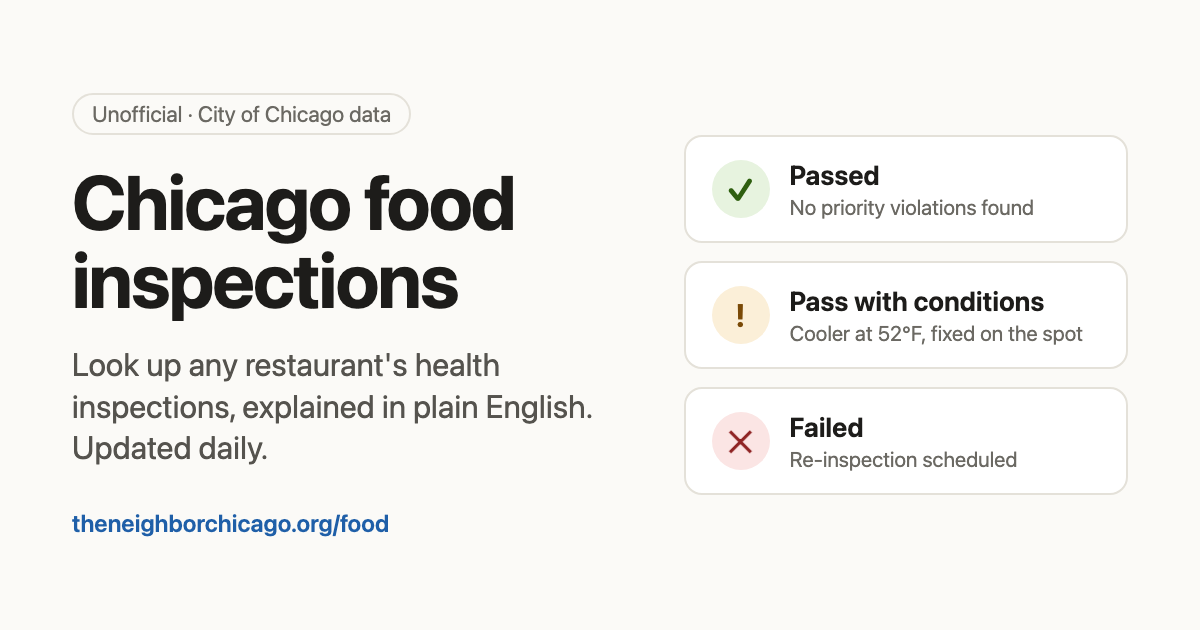 Unofficial · City of Chicago data
Chicago food
inspections
Look up any restaurant's health
inspections, explained in plain English.
Updated daily.
theneighborchicago.org/food
Passed
No priority violations found
!
Pass with conditions
Cooler at 52°F, fixed on the spot
Failed
Re-inspection scheduled